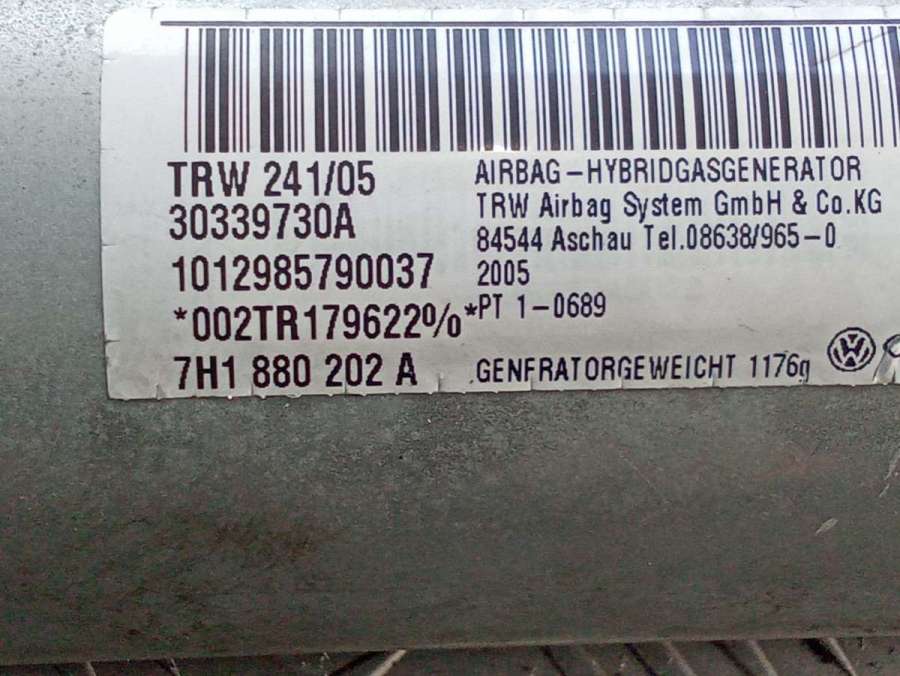 TRW 241/05
30339730A
1012985790037
*002TR179622%*
7H1 880 202 A
AIRBAG-HYBRIDGASGENERATOR
TRW Airbag System GmbH & Co.KG
84544 Aschau Tel.08638/965-0
2005
PT 1-0689
GENERATORGEWEICHT 1176g